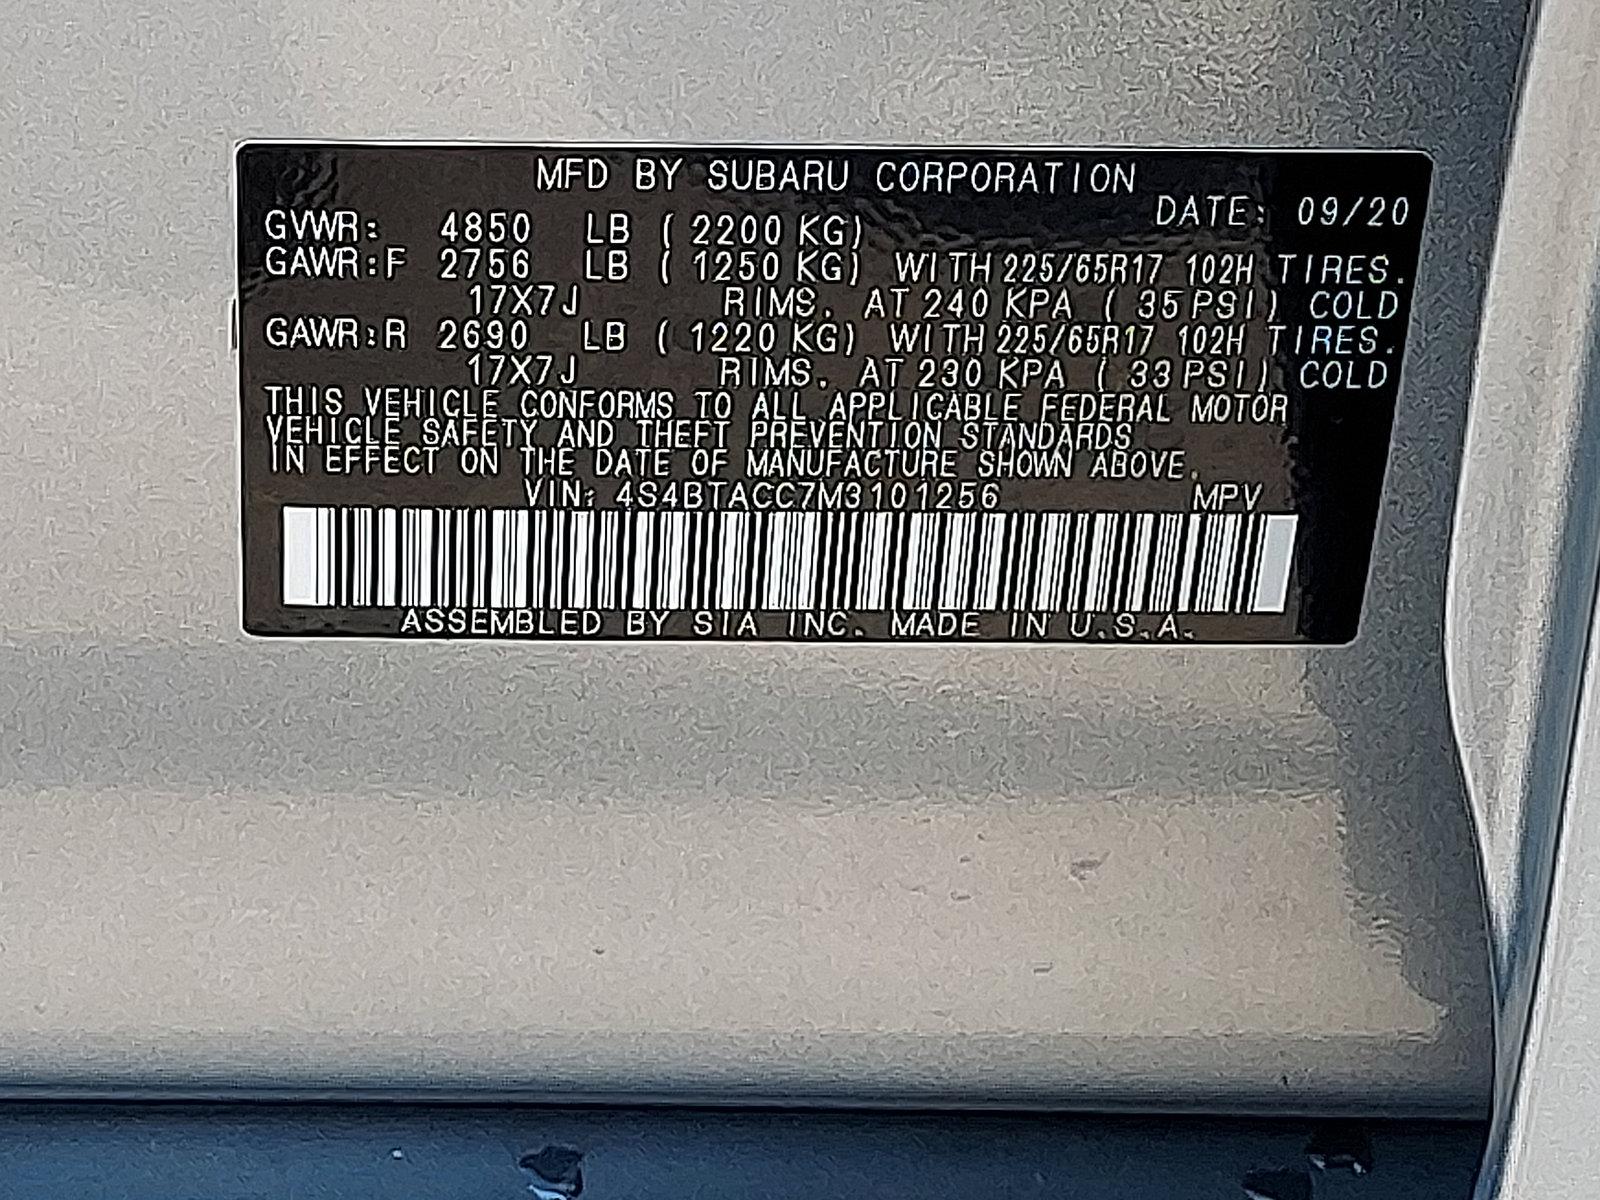 MFD BY SUBARU CORPORATION
DATE: 09/20
GVWR: 4850 LB ( 2200 KG)
GAWR:F 2756 LB ( 1250 KG) WITH 225/65R17 102H TIRES.
17X7J RIMS. AT 240 KPA ( 35 PSI) COLD
GAWR:R 2690 LB ( 1220 KG) WITH 225/65R17 102H TIRES.
17X7J RIMS. AT 230 KPA ( 33 PSI) COLD
THIS VEHICLE CONFORMS TO ALL APPLICABLE FEDERAL MOTOR
VEHICLE SAFETY AND THEFT PREVENTION STANDARDS
IN EFFECT ON THE DATE OF MANUFACTURE SHOWN ABOVE.
VIN: 4S4BTACC7M3101256 MPV
ASSEMBLED BY SIA INC. MADE IN U.S.A.